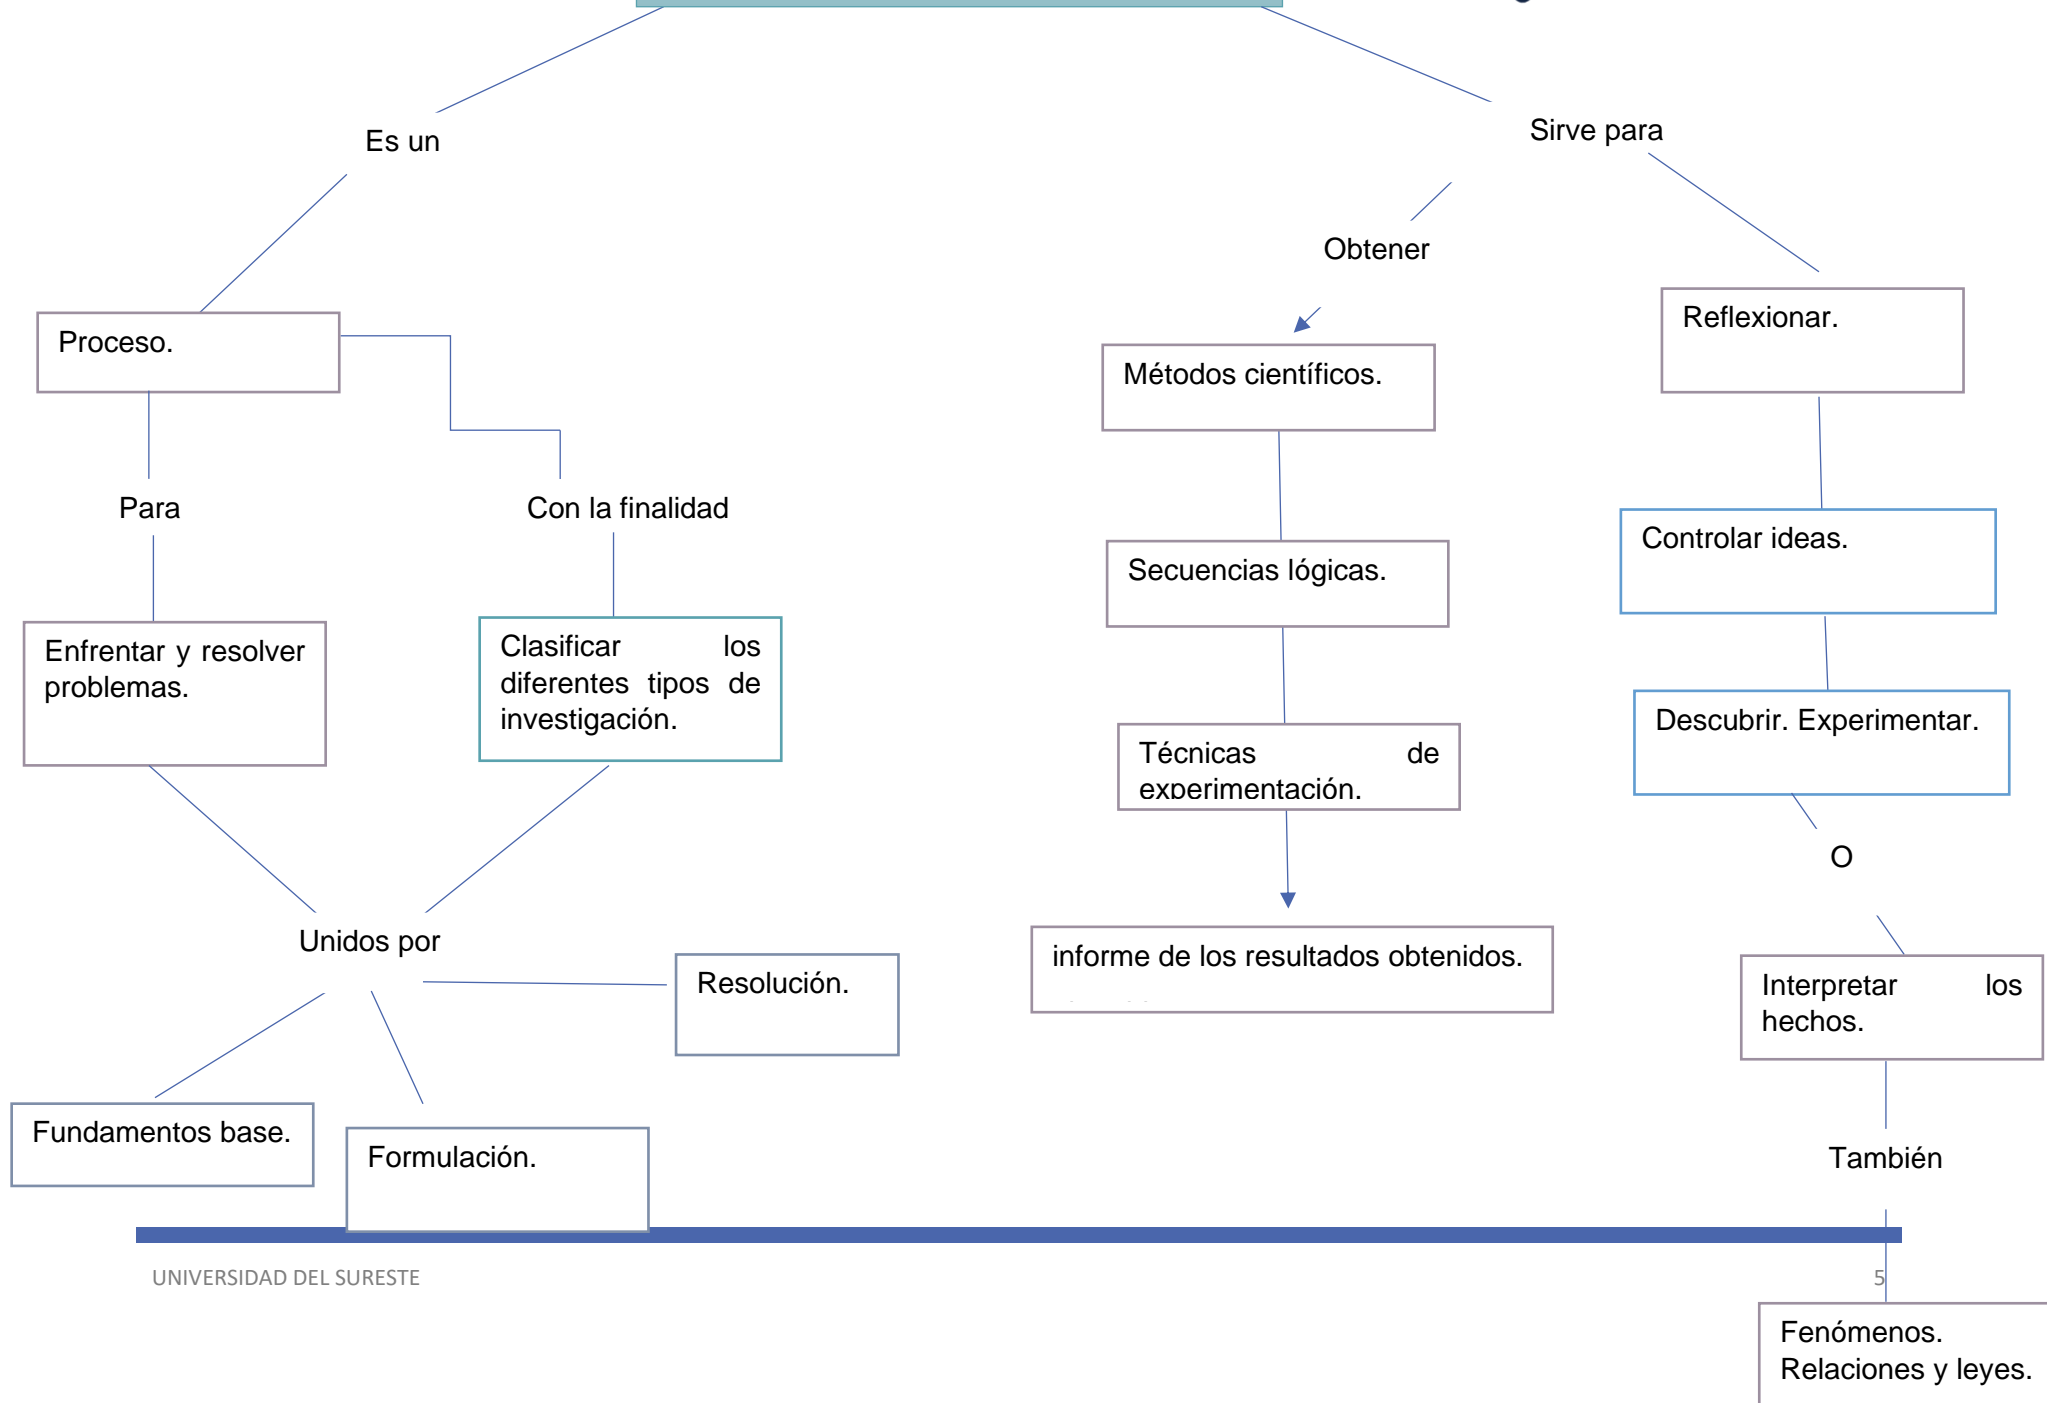 Es un
Sirve para
Obtener
Proceso.
Métodos científicos.
Reflexionar.
Para
Con la finalidad
Secuencias lógicas.
Controlar ideas.
Enfrentar y resolver
problemas.
Clasificar los
diferentes tipos de
investigación.
Técnicas de
experimentación.
Descubrir. Experimentar.
O
Unidos por
Resolución.
informe de los resultados obtenidos.
Interpretar los
hechos.
Fundamentos base.
Formulación.
También
UNIVERSIDAD DEL SURESTE
5
Fenómenos.
Relaciones y leyes.